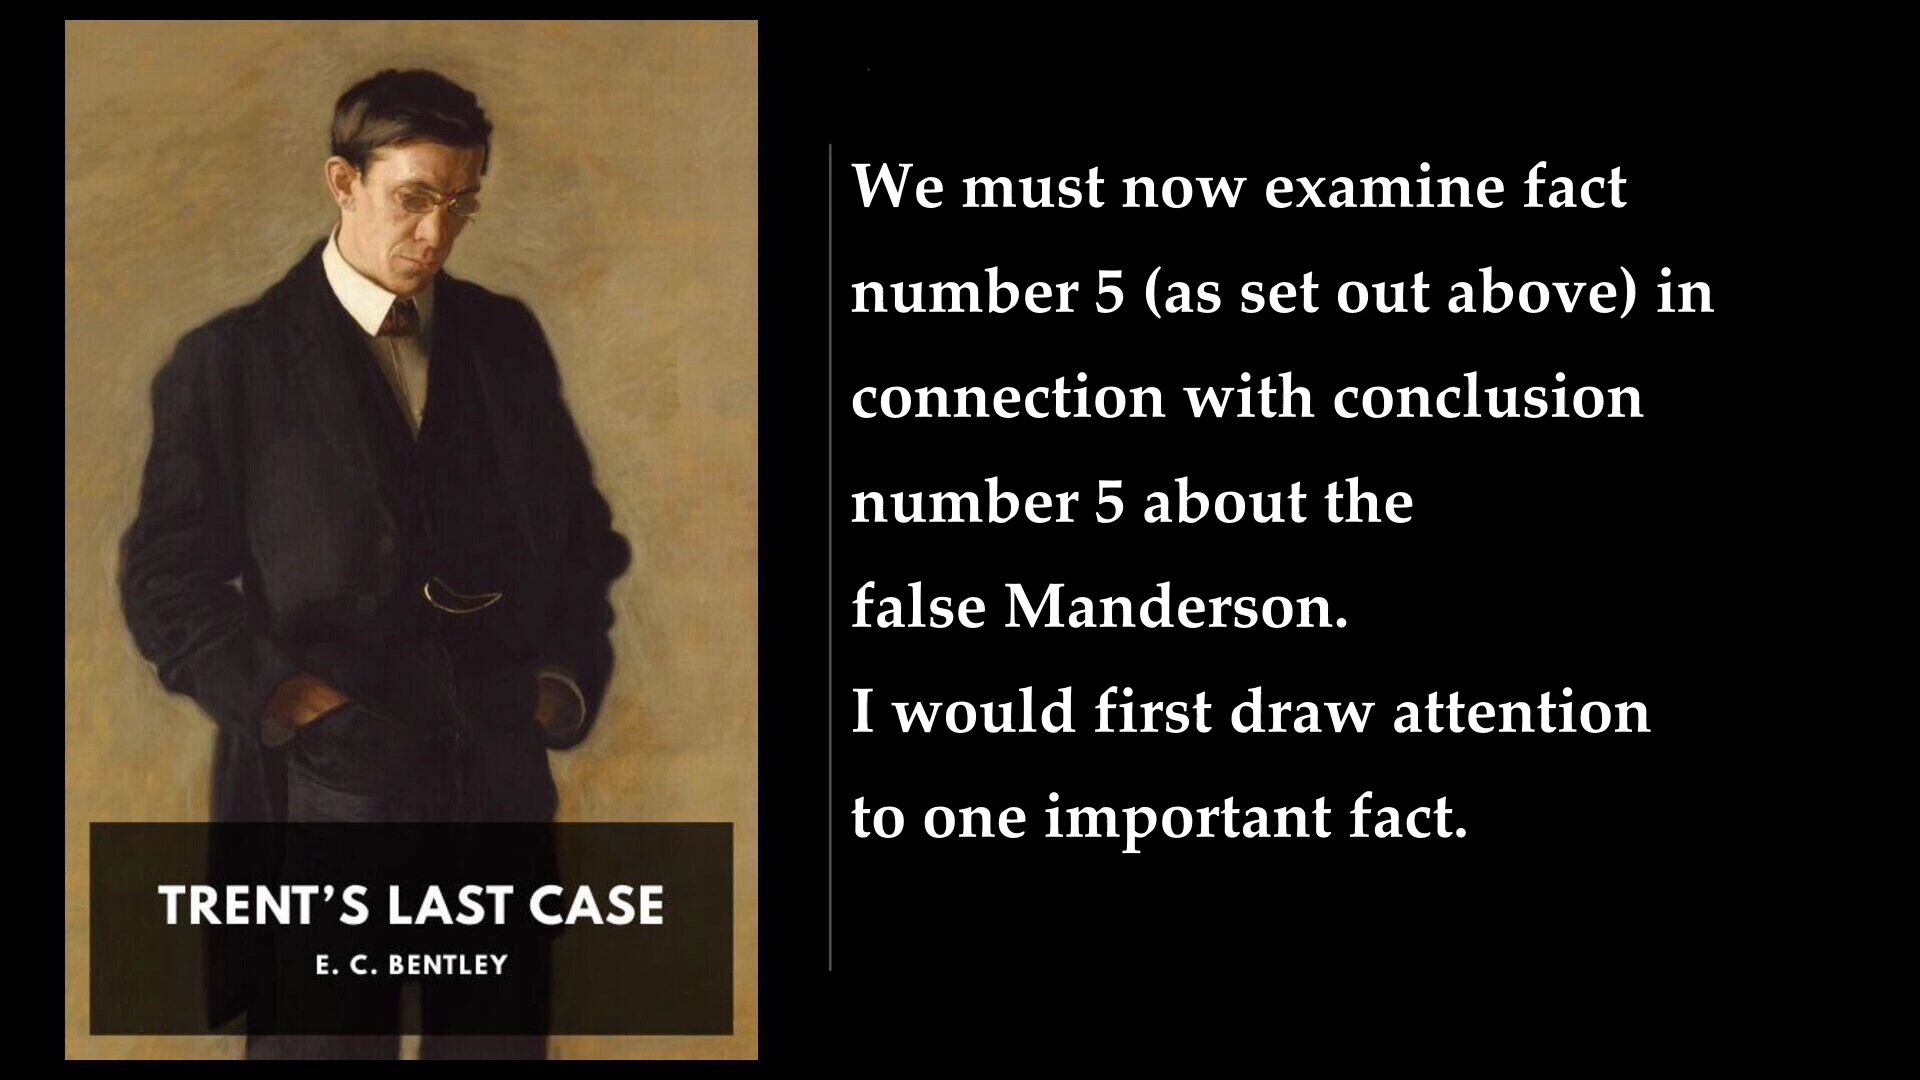 TRENT’S LAST CASE
E. C. BENTLEY
We must now examine fact
number 5 (as set out above) in
connection with conclusion
number 5 about the
false Manderson.
I would first draw attention
to one important fact.